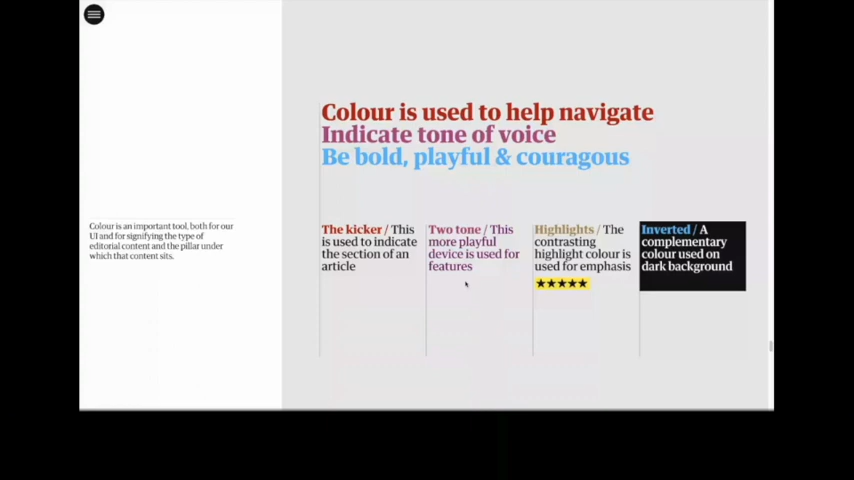 Colour is used to help navigate
Indicate tone of voice
Be bold, playful & couragous
Colour is an important tool, both for our
UI and for signifying the type of
editorial content and the pillar under
which that content sits.
The kicker / This
is used to indicate
the section of an
article
Two tone / This
more playful
device is used for
features
Highlights / The
contrasting
highlight colour is
used for emphasis
★★★★★
Inverted / A
complementary
colour used on
dark background